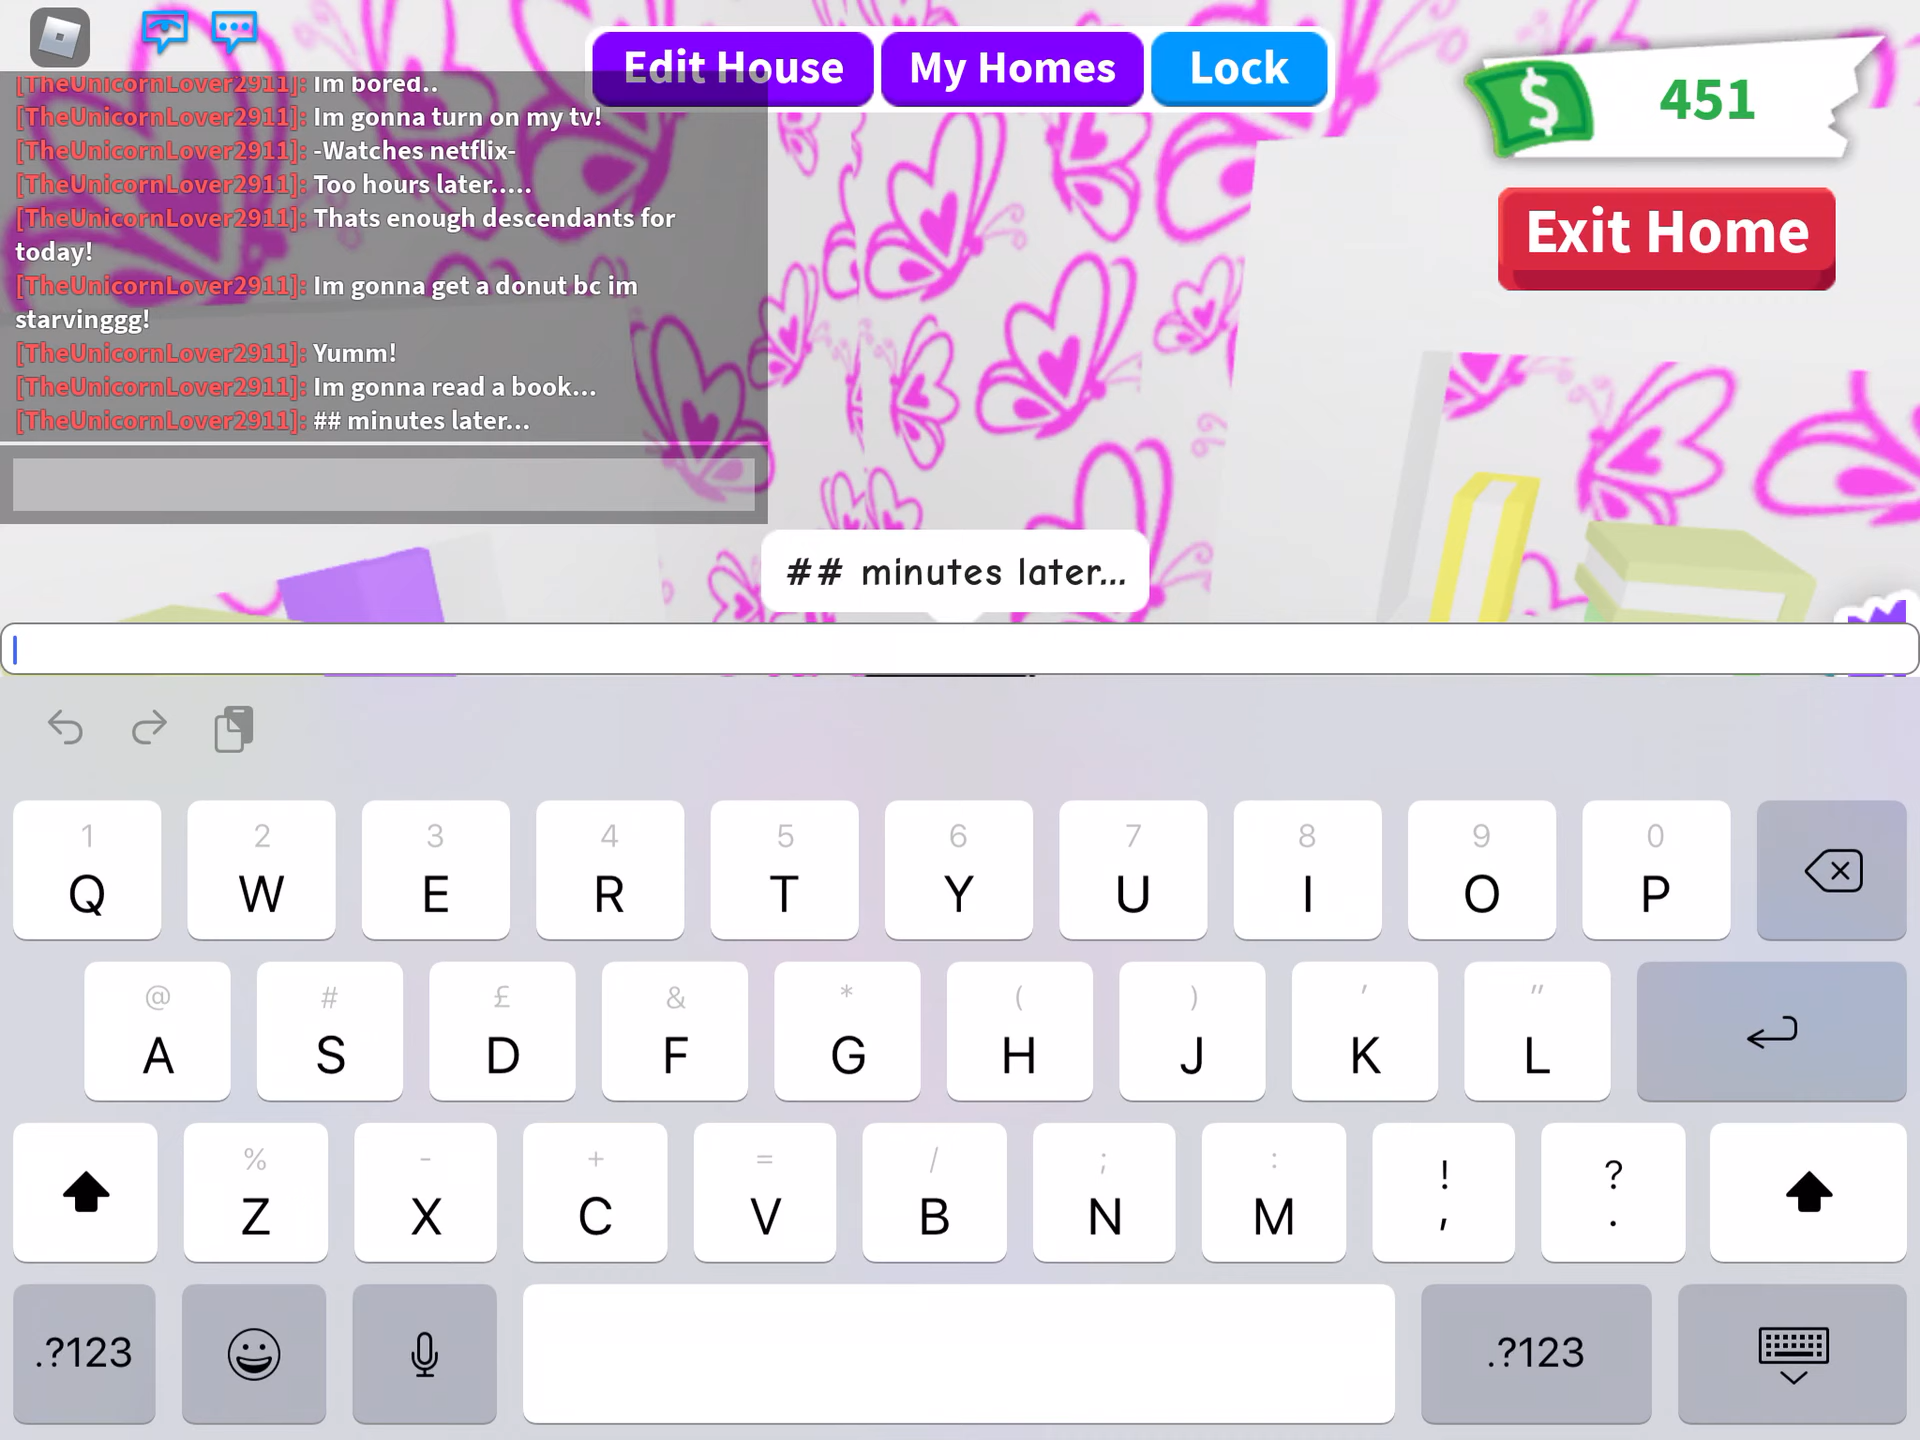 Edit House My Homes Lock
451
Exit Home
[TheUnicornLover2911]: Im bored..
[TheUnicornLover2911]: Im gonna turn on my tv!
[TheUnicornLover2911]: -Watches netflix-
[TheUnicornLover2911]: Too hours later.....
[TheUnicornLover2911]: Thats enough descendants for
today!
[TheUnicornLover2911]: Im gonna get a donut bc im
starvinggg!
[TheUnicornLover2911]: Yumm!
[TheUnicornLover2911]: Im gonna read a book...
[TheUnicornLover2911]: ## minutes later...
## minutes later...
1 2 3 4 5 6 7 8 9 0
Q W E R T Y U I O P
@ # £ & * ( ) ' "
A S D F G H J K L
% - + = / ; : ! ?
Z X C V B N M , .
.?123 .?123